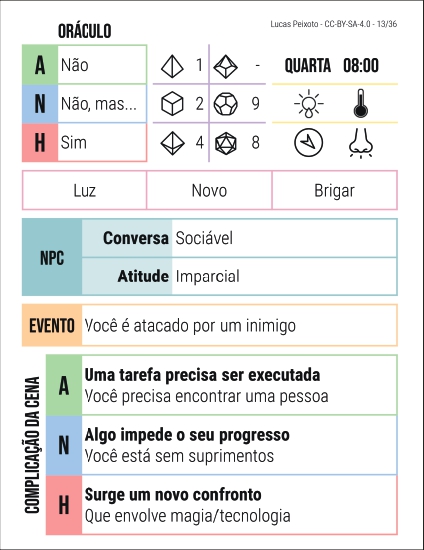 Lucas Peixoto - CC-BY-SA-4.0 - 13/36
ORÁCULO
A Não
N Não, mas...
H Sim
1 -
2 9
4 8
QUARTA 08:00
Luz Novo Brigar
NPC
Conversa Sociável
Atitude Imparcial
EVENTO Você é atacado por um inimigo
COMPLICAÇÃO DA CENA
A
Uma tarefa precisa ser executada
Você precisa encontrar uma pessoa
N
Algo impede o seu progresso
Você está sem suprimentos
H
Surge um novo confronto
Que envolve magia/tecnologia